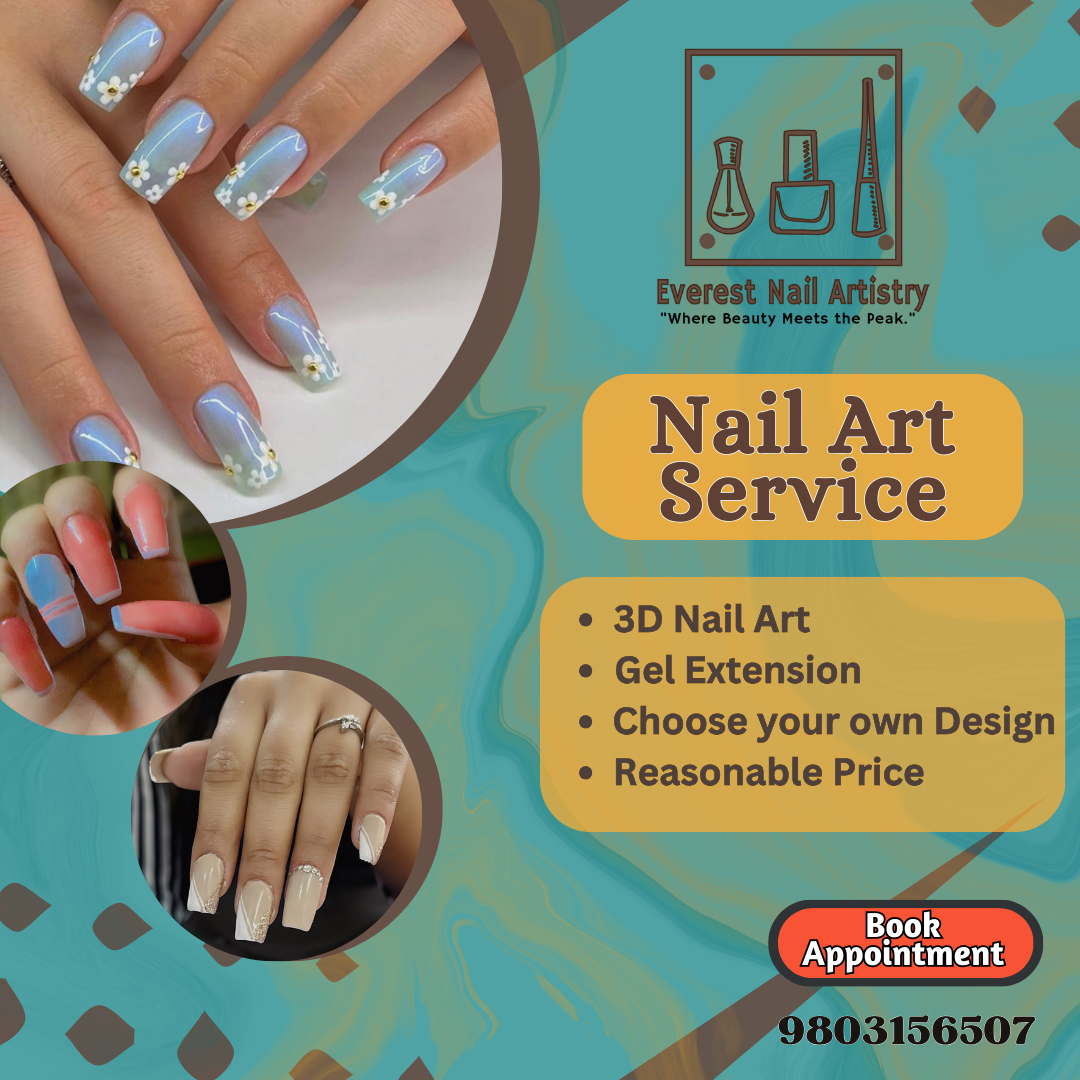 Everest Nail Artistry
"Where Beauty Meets the Peak."
Nail Art
Service
• 3D Nail Art
• Gel Extension
• Choose your own Design
• Reasonable Price
Book
Appointment
9803156507